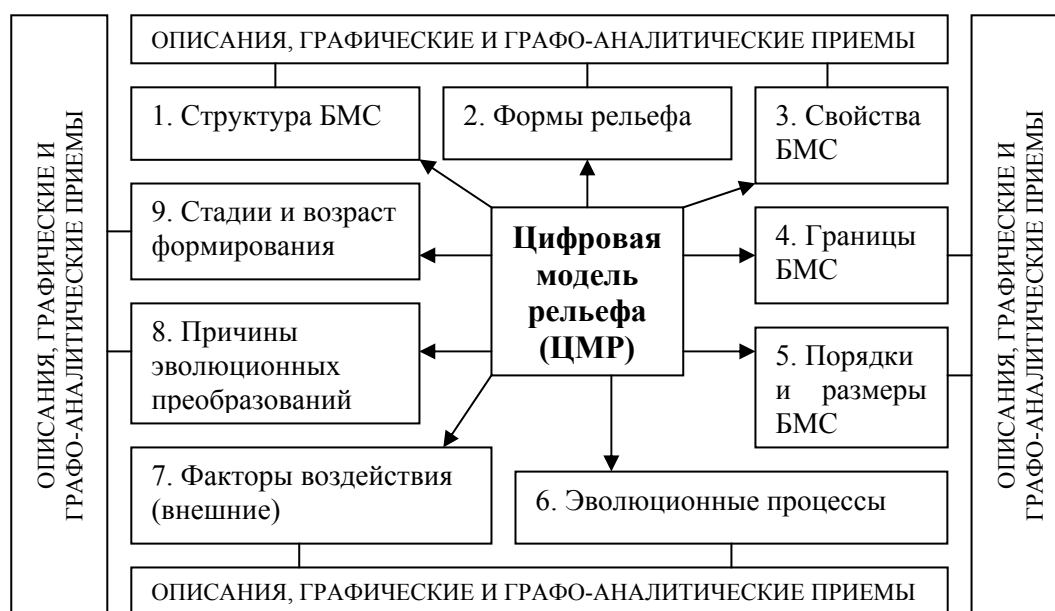 ОПИСАНИЯ, ГРАФИЧЕСКИЕ И ГРАФО-АНАЛИТИЧЕСКИЕ ПРИЕМЫ
ОПИСАНИЯ, ГРАФИЧЕСКИЕ И
ГРАФО-АНАЛИТИЧЕСКИЕ ПРИЕМЫ
1. Структура БМС
2. Формы рельефа
3. Свойства
БМС
9. Стадии и возраст
формирования
Цифровая
модель
рельефа
(ЦМР)
4. Границы
БМС
8. Причины
эволюционных
преобразований
5. Порядки
и размеры
БМС
7. Факторы воздействия
(внешние)
6. Эволюционные процессы
ОПИСАНИЯ, ГРАФИЧЕСКИЕ И
ГРАФО-АНАЛИТИЧЕСКИЕ ПРИЕМЫ
ОПИСАНИЯ, ГРАФИЧЕСКИЕ И ГРАФО-АНАЛИТИЧЕСКИЕ ПРИЕМЫ